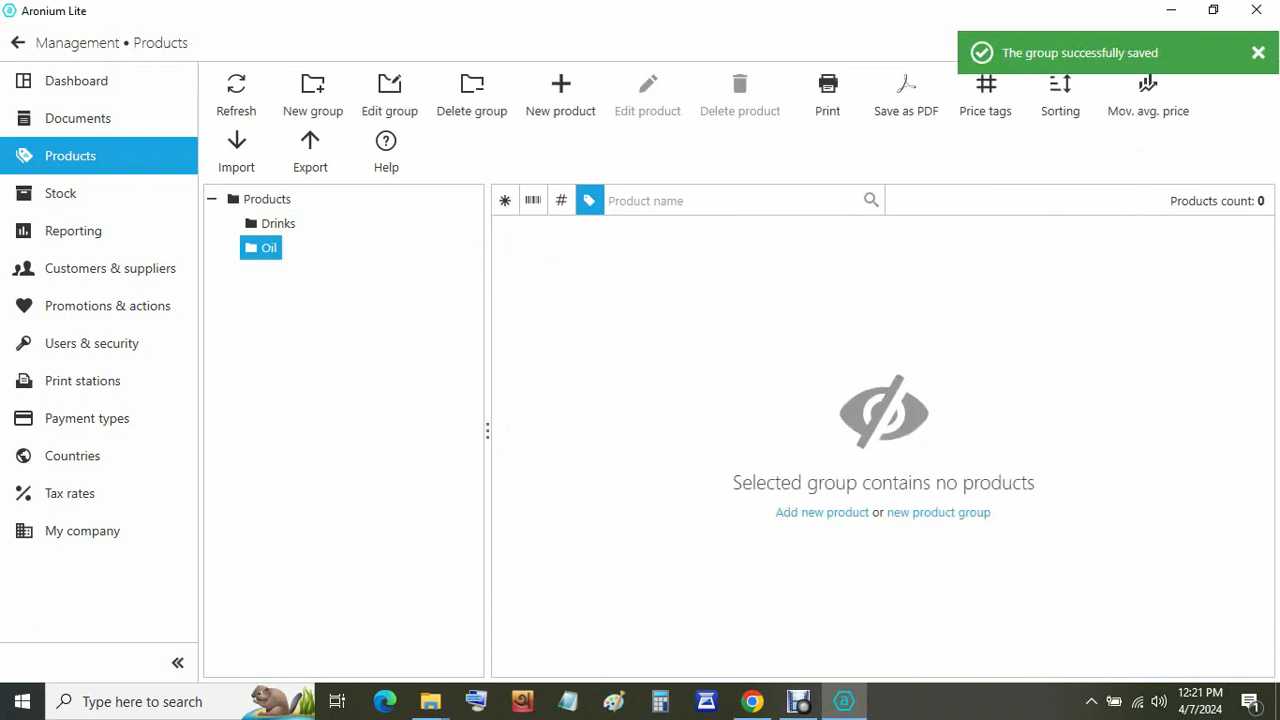 Aronium Lite
Management • Products
The group successfully saved
Dashboard
Documents
Products
Stock
Reporting
Customers & suppliers
Promotions & actions
Users & security
Print stations
Payment types
Countries
Tax rates
My company
Refresh
New group
Edit group
Delete group
New product
Edit product
Delete product
Print
Save as PDF
Price tags
Sorting
Mov. avg. price
Import
Export
Help
Products
Drinks
Oil
Product name
Products count: 0
Selected group contains no products
Add new product or new product group
Type here to search
12:21 PM
4/7/2024
1